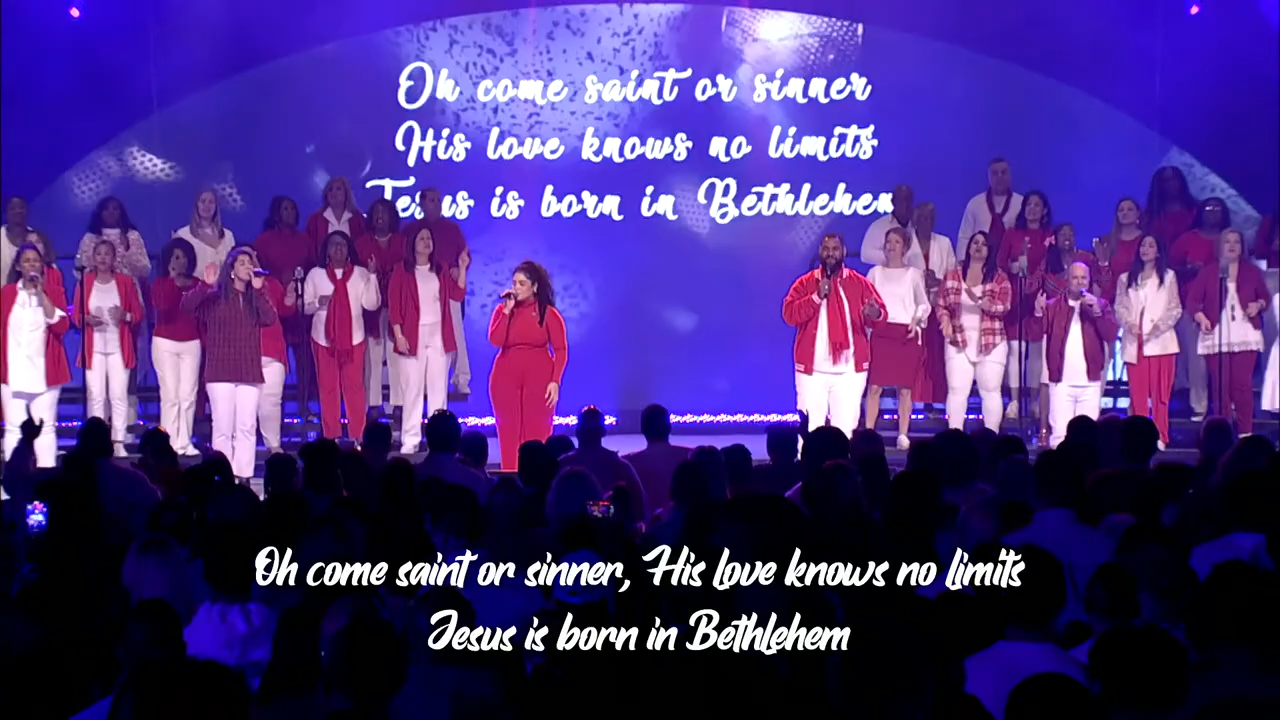 Oh come saint or sinner
His love knows no limits
Jesus is born in Bethlehem
Oh come saint or sinner, His love knows no limits
Jesus is born in Bethlehem